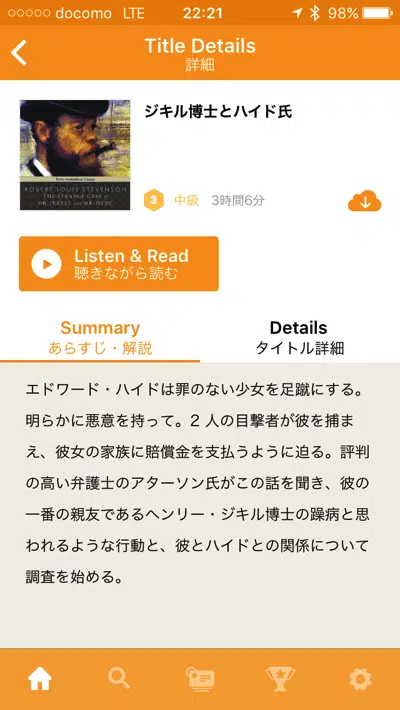 docomo LTE 22:21 98%
Title Details
詳細
ジキル博士とハイド氏
ROBERT LOUIS STEVENSON
THE STRANGE CASE OF
DR. JEKYLL AND MR. HYDE
3 中級 3時間6分
Listen & Read
聴きながら読む
Summary Details
あらすじ・解説 タイトル詳細
エドワード・ハイドは罪のない少女を足蹴にする。
明らかに悪意を持って。2 人の目撃者が彼を捕ま
え、彼女の家族に賠償金を支払うように迫る。評判
の高い弁護士のアターソン氏がこの話を聞き、彼の
一番の親友であるヘンリー・ジキル博士の躁病と思
われるような行動と、彼とハイドとの関係について
調査を始める。